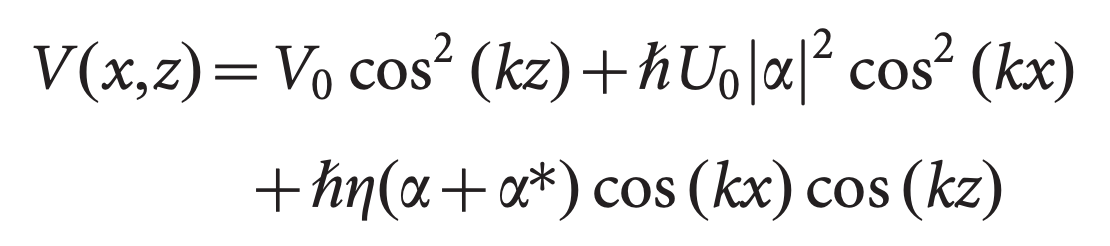 V(x,z) = V₀ cos² (kz) + ħU₀|α|² cos² (kx)
+ ħη(α + α*) cos (kx) cos (kz)